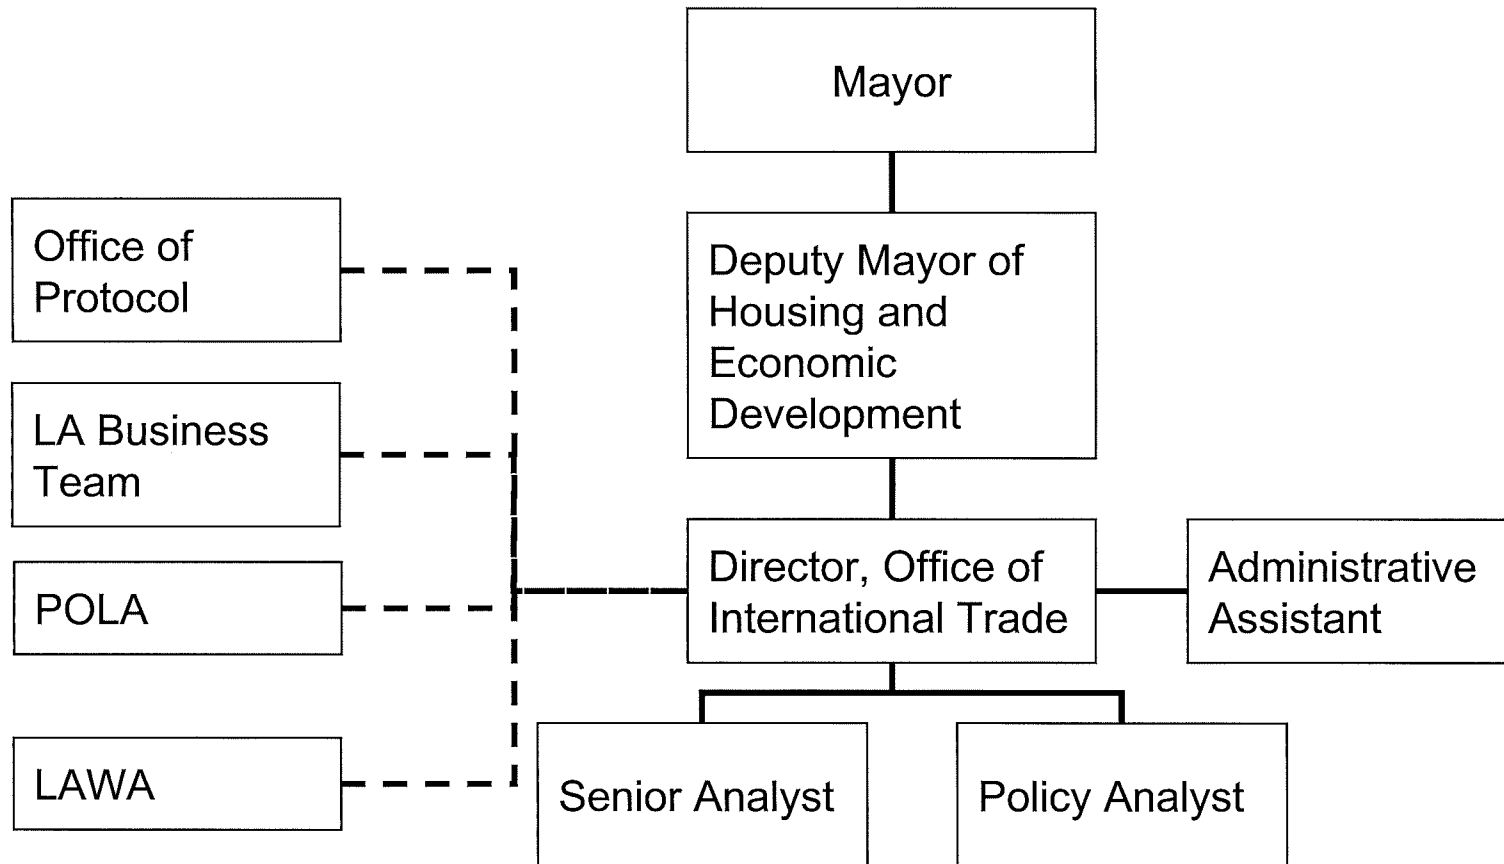 Mayor
Office of
Protocol
Deputy Mayor of
Housing and
Economic
Development
LA Business
Team
POLA
Director, Office of
International Trade
Administrative
Assistant
LAWA
Senior Analyst
Policy Analyst